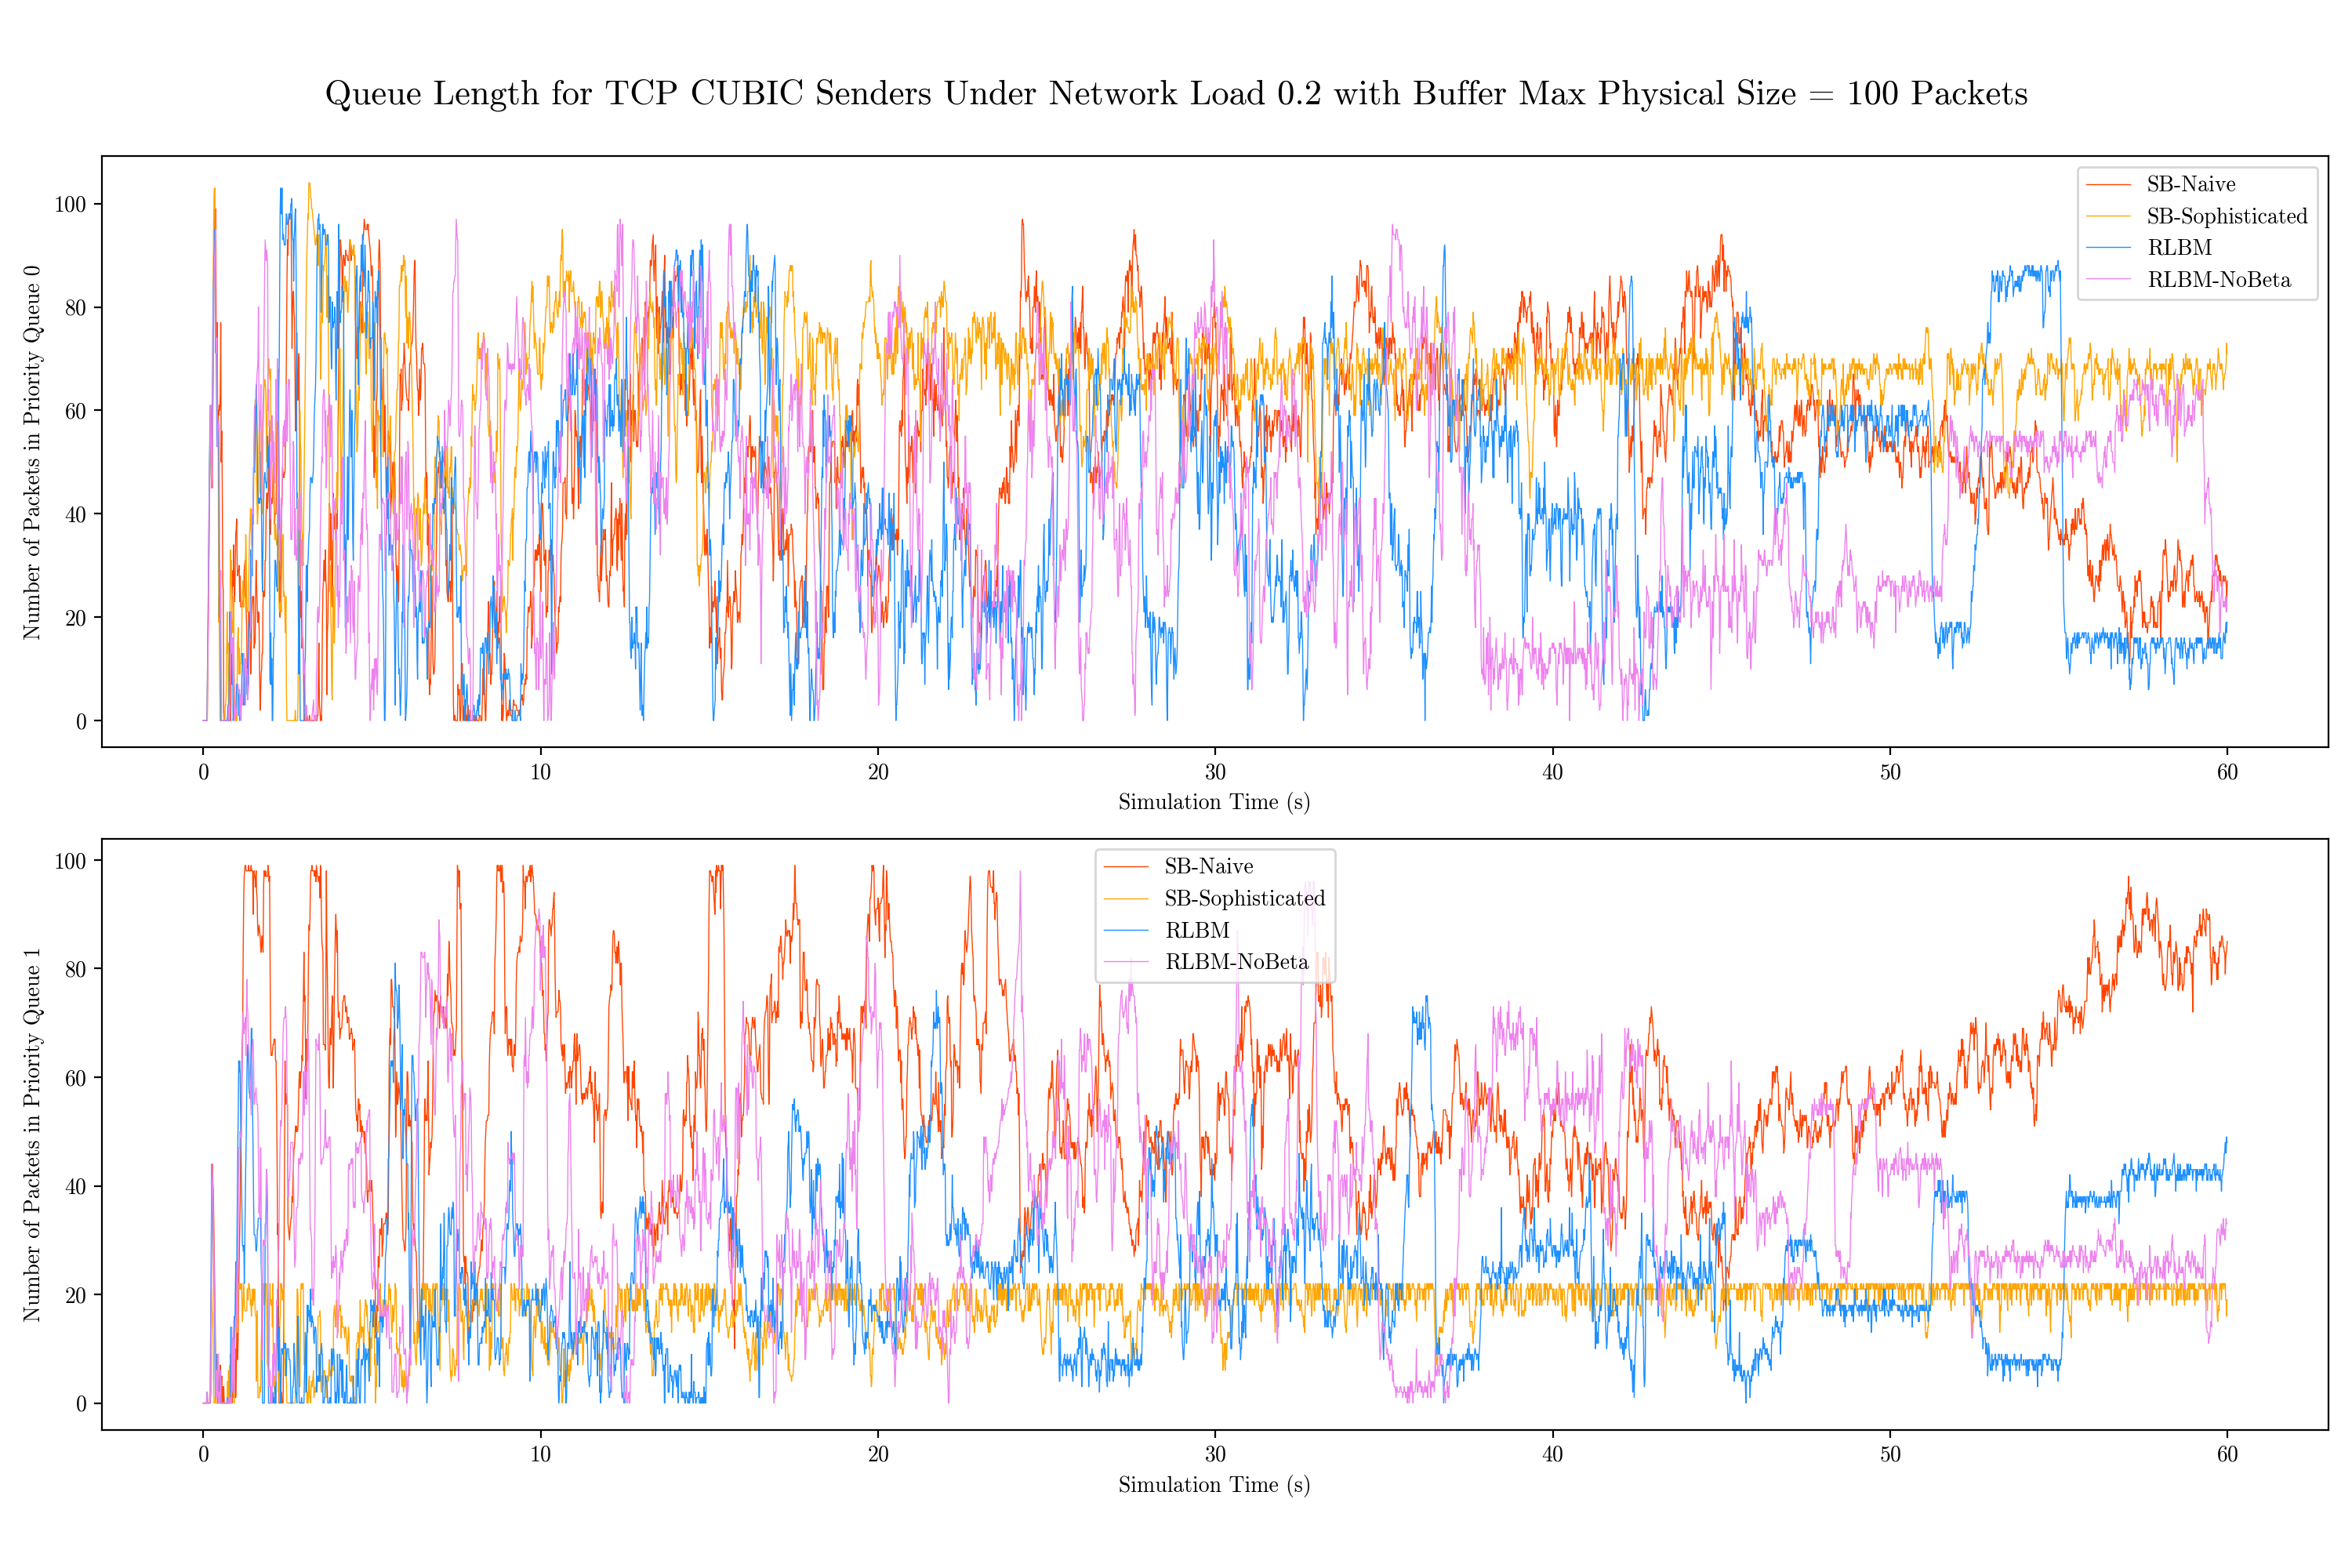 Queue Length for TCP CUBIC Senders Under Network Load 0.2 with Buffer Max Physical Size = 100 Packets
Number of Packets in Priority Queue 0
100
80
60
40
20
0
SB-Naive
SB-Sophisticated
RLBM
RLBM-NoBeta
0 10 20 30 40 50 60
Simulation Time (s)
Number of Packets in Priority Queue 1
100
80
60
40
20
0
SB-Naive
SB-Sophisticated
RLBM
RLBM-NoBeta
0 10 20 30 40 50 60
Simulation Time (s)